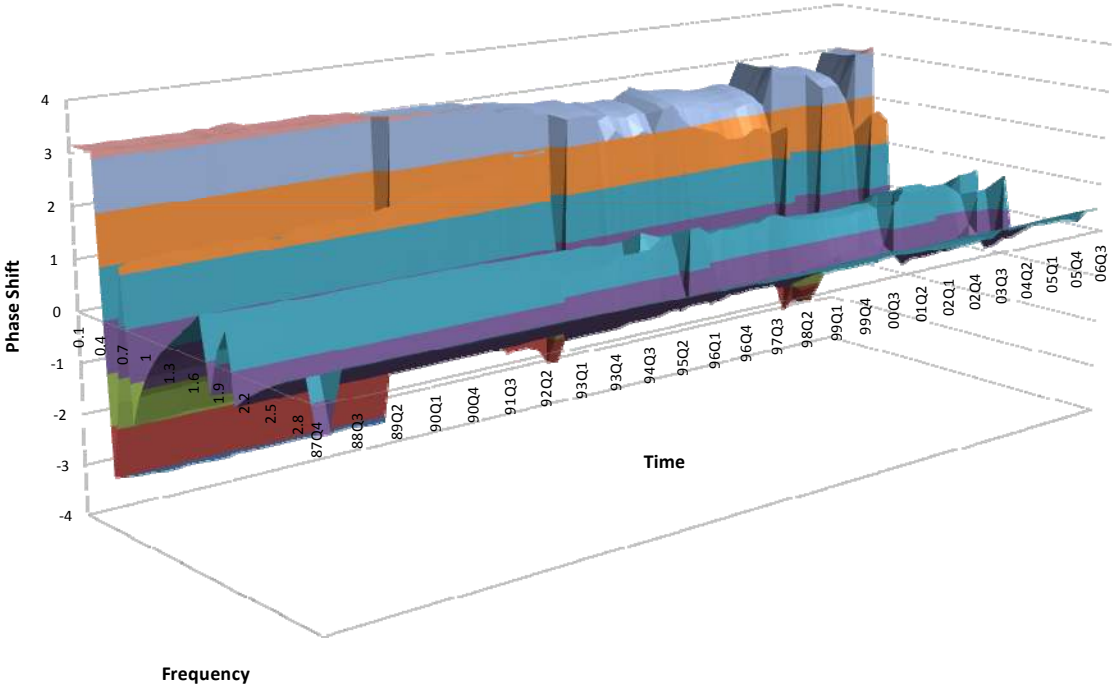 4
3
2
1
0
-1
-2
-3
-4
Phase Shift
0.1
0.4
0.7
1
1.3
1.6
1.9
2.2
2.5
2.8
87Q4
88Q3
89Q2
90Q1
90Q4
91Q3
92Q2
93Q1
93Q4
94Q3
95Q2
96Q1
96Q4
97Q3
98Q2
99Q1
99Q4
00Q3
01Q2
02Q1
02Q4
03Q3
04Q2
05Q1
05Q4
06Q3
Time
Frequency